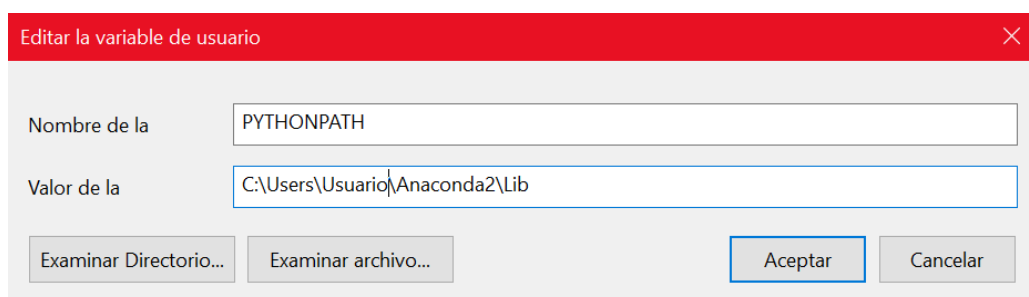 Editar la variable de usuario
Nombre de la PYTHONPATH
Valor de la C:\Users\Usuario\Anaconda2\Lib
Examinar Directorio... Examinar archivo... Aceptar Cancelar